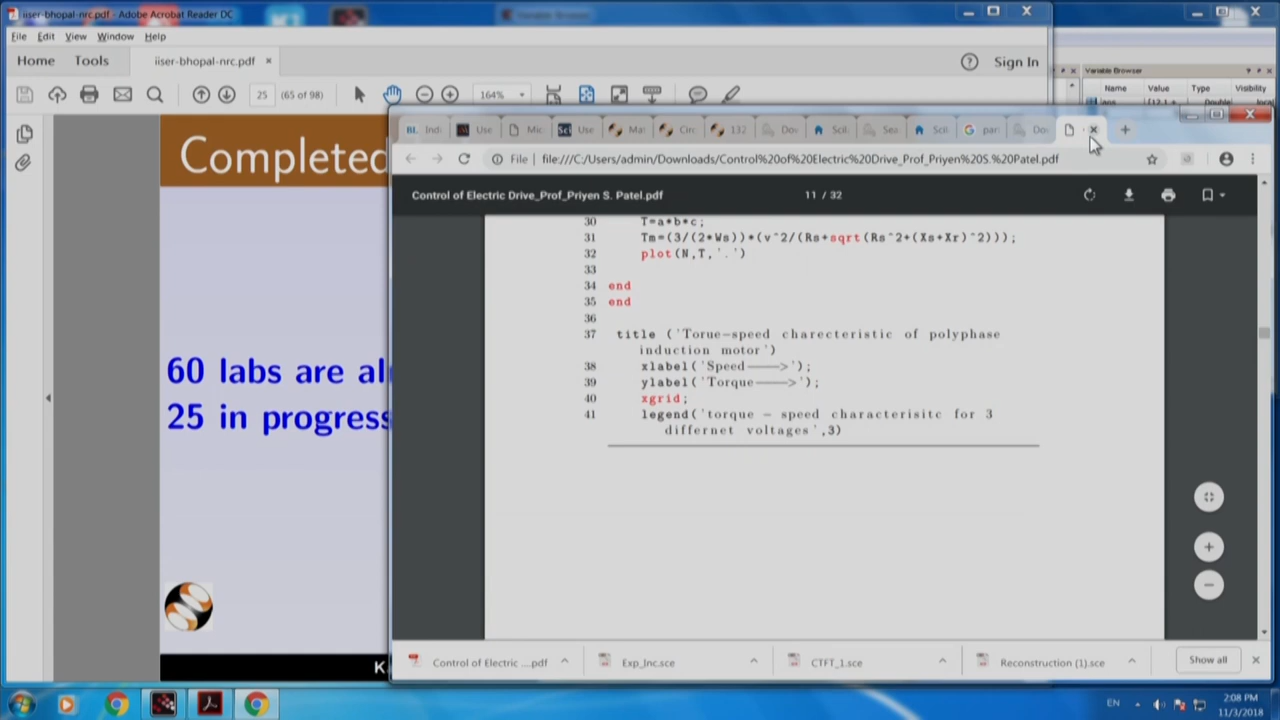 iiser-bhopal-nrc.pdf - Adobe Acrobat Reader DC
File Edit View Window Help
Home Tools iiser-bhopal-nrc.pdf × Sign In
25 (65 of 98) 164%
Variable Browser
Name Value Type Visibility
Completed
60 labs are al
25 in progress
K
File file:///C:/Users/admin/Downloads/Control%20of%20Electric%20Drive_Prof_Priyen%20S.%20Patel.pdf
Control of Electric Drive_Prof_Priyen S. Patel.pdf 11 / 32
30 T=a*b*c;
31 Tm=(3/(2*Ws))*(v^2/(Rs+sqrt(Rs^2+(Xs+Xr)^2)));
32 plot(N,T,'.')
33
34 end
35 end
36
37 title ('Torue-speed charecteristic of polyphase
induction motor')
38 xlabel('Speed---->');
39 ylabel('Torque---->');
40 xgrid;
41 legend('torque - speed characterisitc for 3
differnet voltages',3)
Control of Electric ....pdf Exp_Inc.sce CTFT_1.sce Reconstruction (1).sce Show all
EN 2:08 PM
11/3/2018